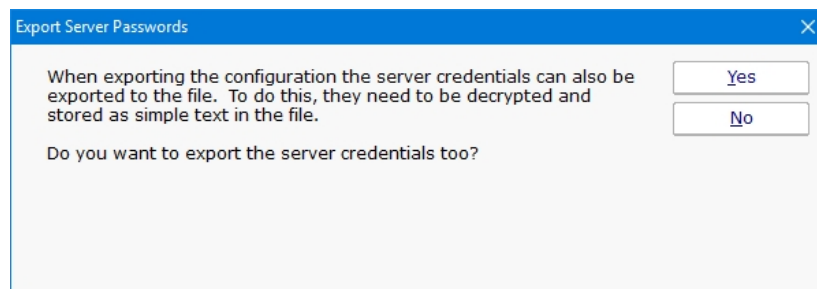 Export Server Passwords
When exporting the configuration the server credentials can also be
exported to the file. To do this, they need to be decrypted and
stored as simple text in the file.
Do you want to export the server credentials too?
Yes
No